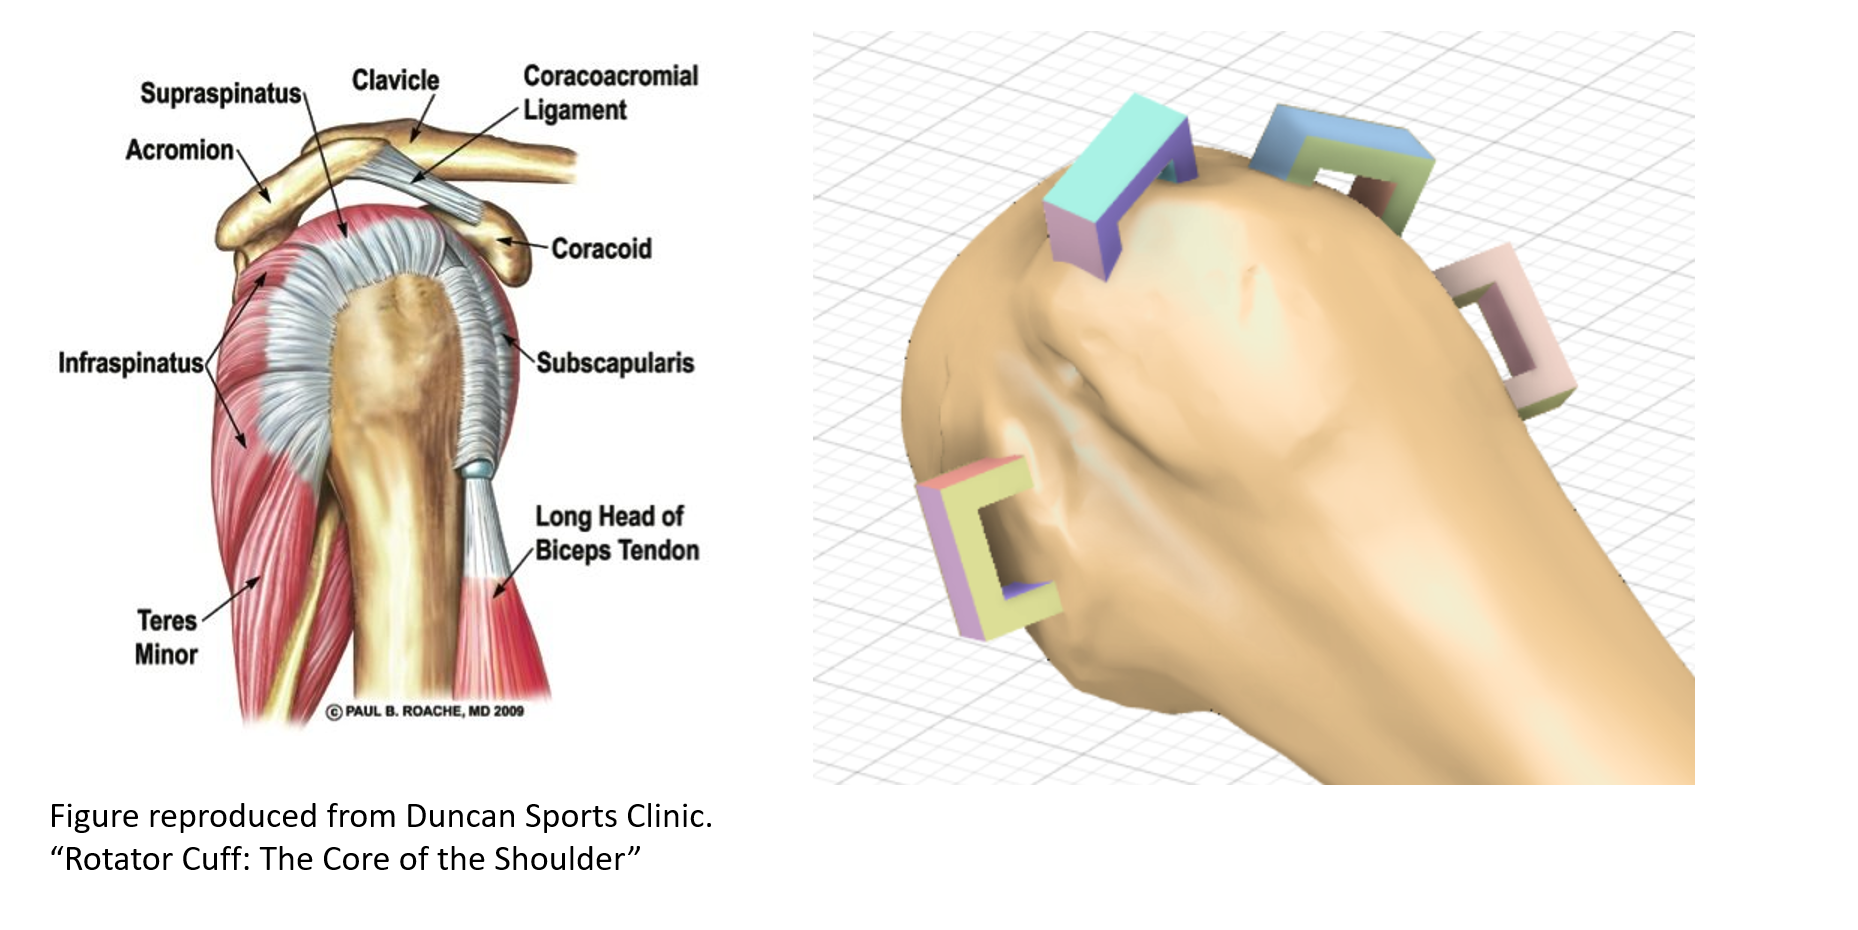 Supraspinatus
Clavicle
Coracoacromial
Ligament
Acromion
Coracoid
Infraspinatus
Subscapularis
Long Head of
Biceps Tendon
Teres
Minor
© PAUL B. ROACHE, MD 2009
Figure reproduced from Duncan Sports Clinic.
“Rotator Cuff: The Core of the Shoulder”